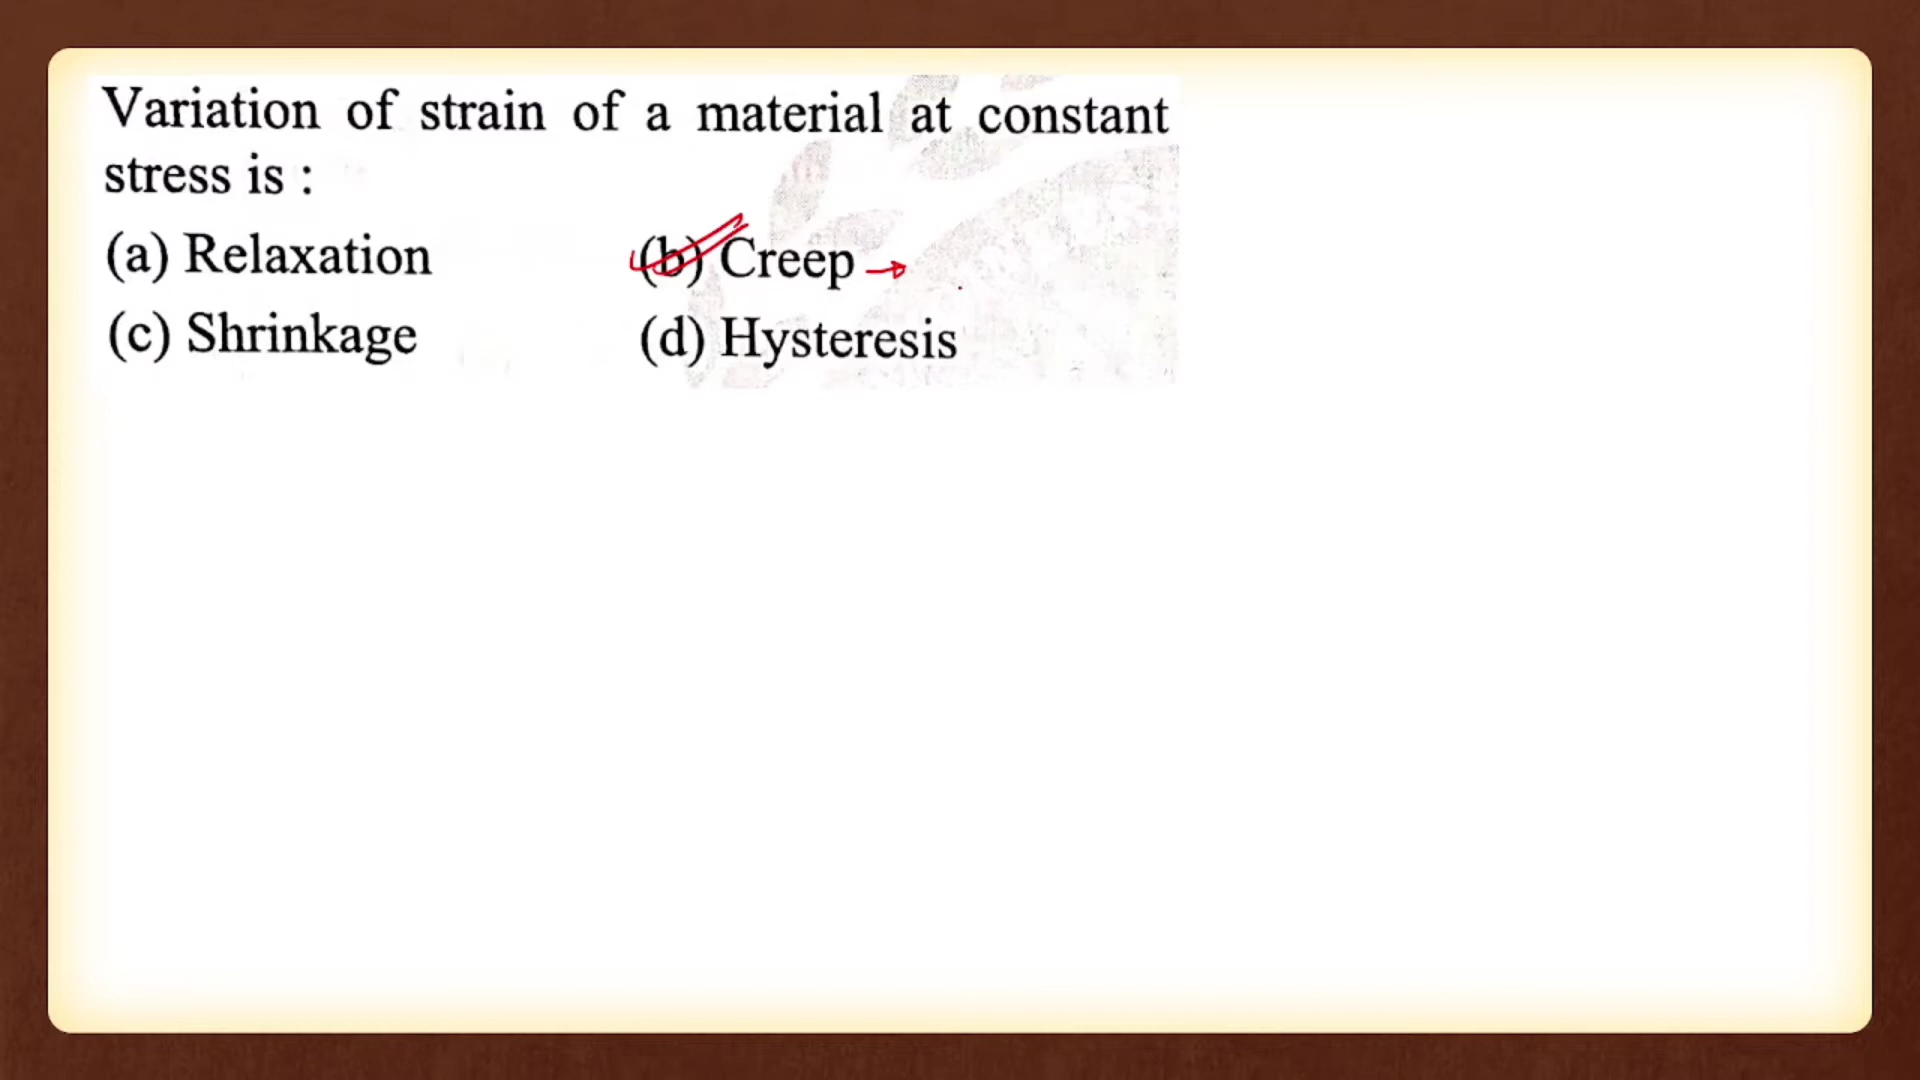 Variation of strain of a material at constant
stress is :
(a) Relaxation (b) Creep →
(c) Shrinkage (d) Hysteresis